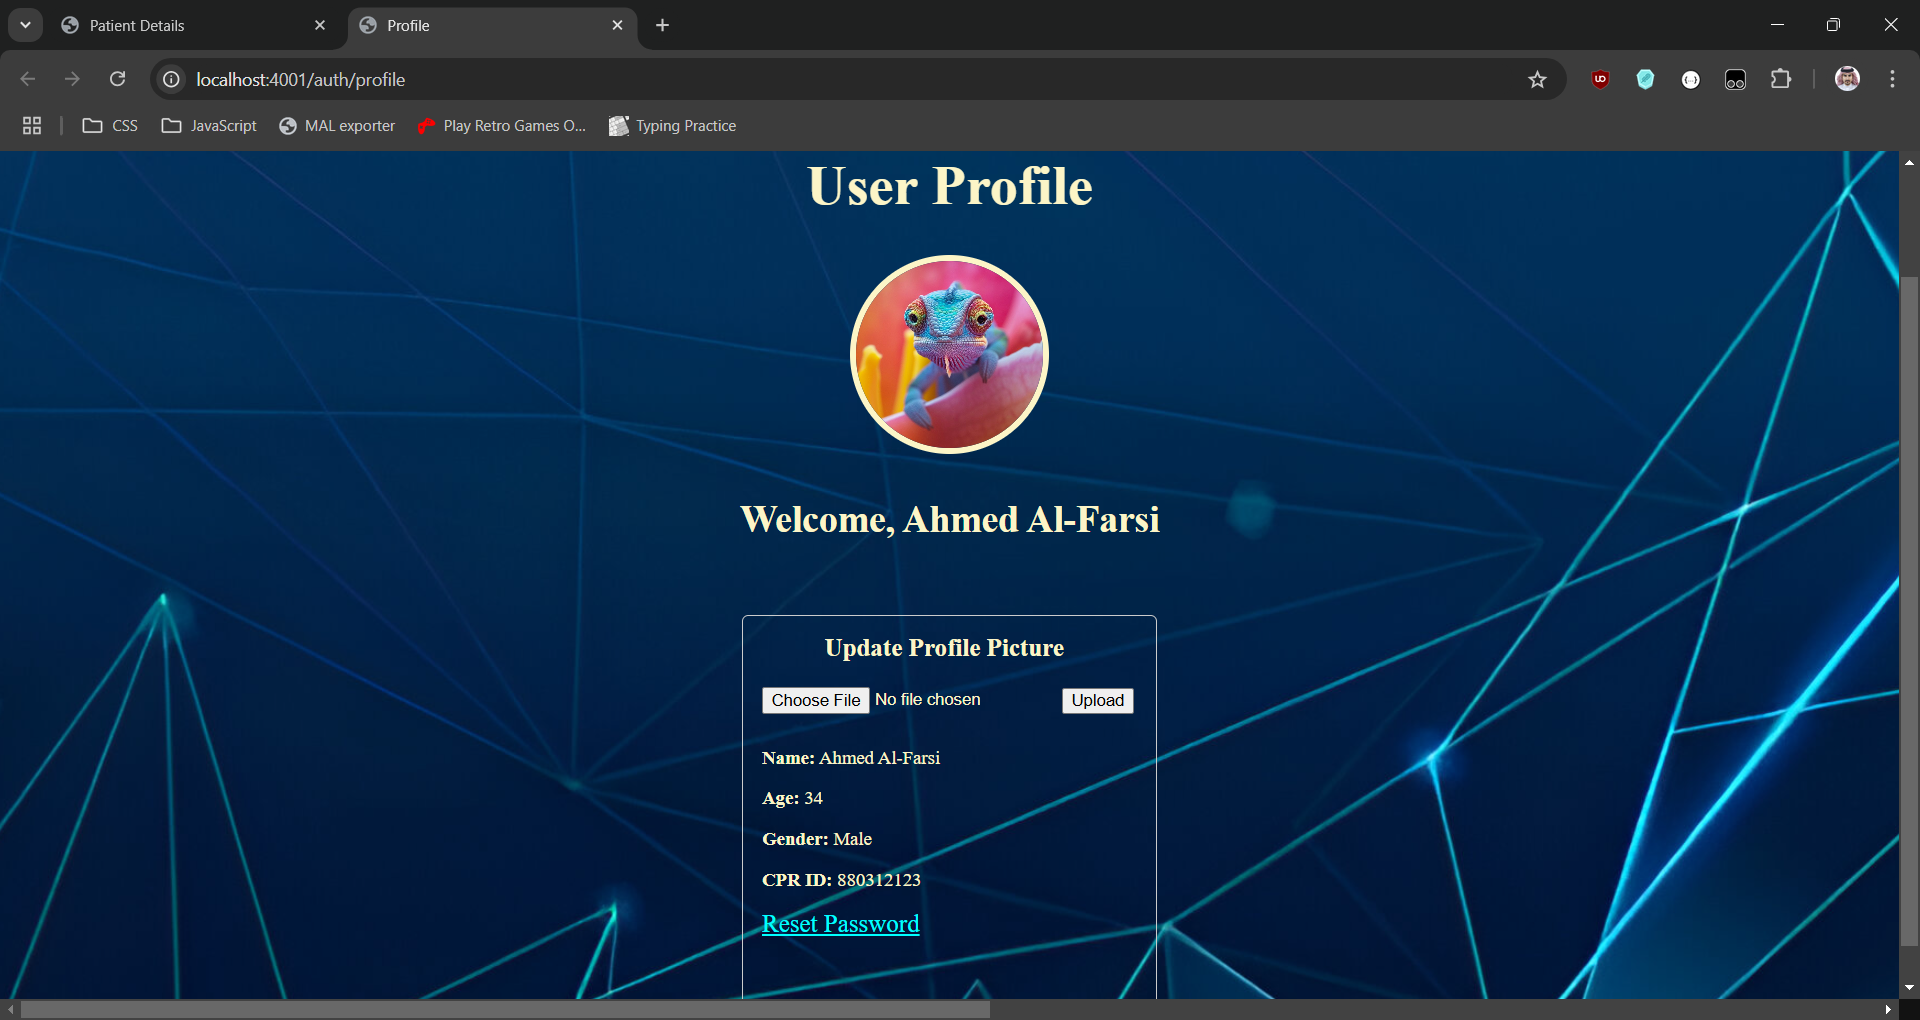 Patient Details
Profile
localhost:4001/auth/profile
CSS
JavaScript
MAL exporter
Play Retro Games O...
Typing Practice
User Profile
Welcome, Ahmed Al-Farsi
Update Profile Picture
Choose File No file chosen Upload
Name: Ahmed Al-Farsi
Age: 34
Gender: Male
CPR ID: 880312123
Reset Password